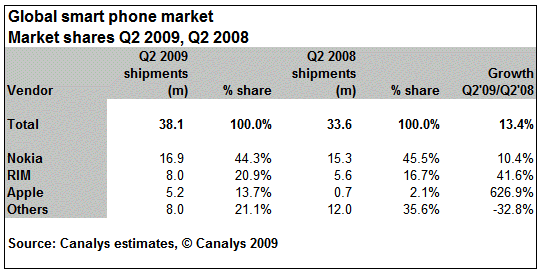 Global smart phone market
Market shares Q2 2009, Q2 2008
Q2 2009 Q2 2008
shipments shipments Growth
Vendor (m) % share (m) % share Q2'09/Q2'08
Total 38.1 100.0% 33.6 100.0% 13.4%
Nokia 16.9 44.3% 15.3 45.5% 10.4%
RIM 8.0 20.9% 5.6 16.7% 41.6%
Apple 5.2 13.7% 0.7 2.1% 626.9%
Others 8.0 21.1% 12.0 35.6% -32.8%
Source: Canalys estimates, © Canalys 2009